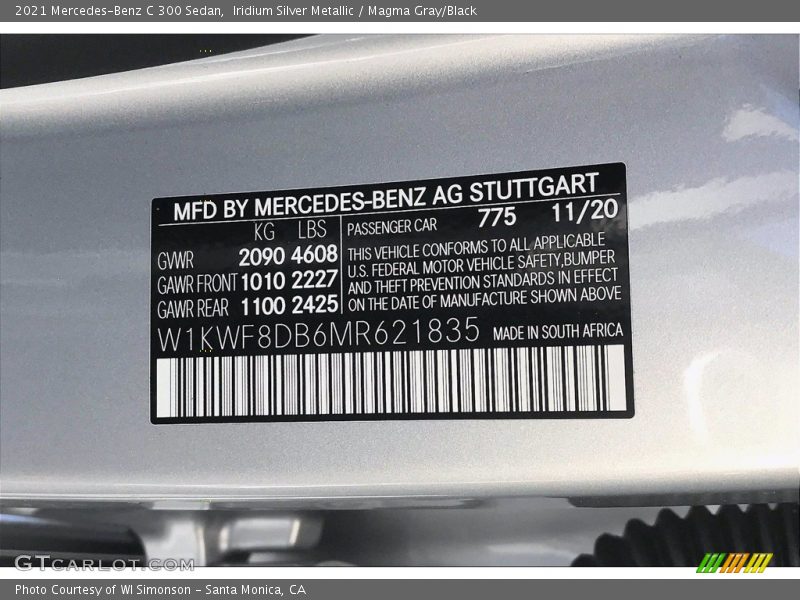 2021 Mercedes-Benz C 300 Sedan, Iridium Silver Metallic / Magma Gray/Black
MFD BY MERCEDES-BENZ AG STUTTGART
KG LBS
GVWR 2090 4608
GAWR FRONT 1010 2227
GAWR REAR 1100 2425
PASSENGER CAR 775 11/20
THIS VEHICLE CONFORMS TO ALL APPLICABLE
U.S. FEDERAL MOTOR VEHICLE SAFETY,BUMPER
AND THEFT PREVENTION STANDARDS IN EFFECT
ON THE DATE OF MANUFACTURE SHOWN ABOVE
W1KWF8DB6MR621835 MADE IN SOUTH AFRICA
GTCARLOT.COM
Photo Courtesy of WI Simonson - Santa Monica, CA